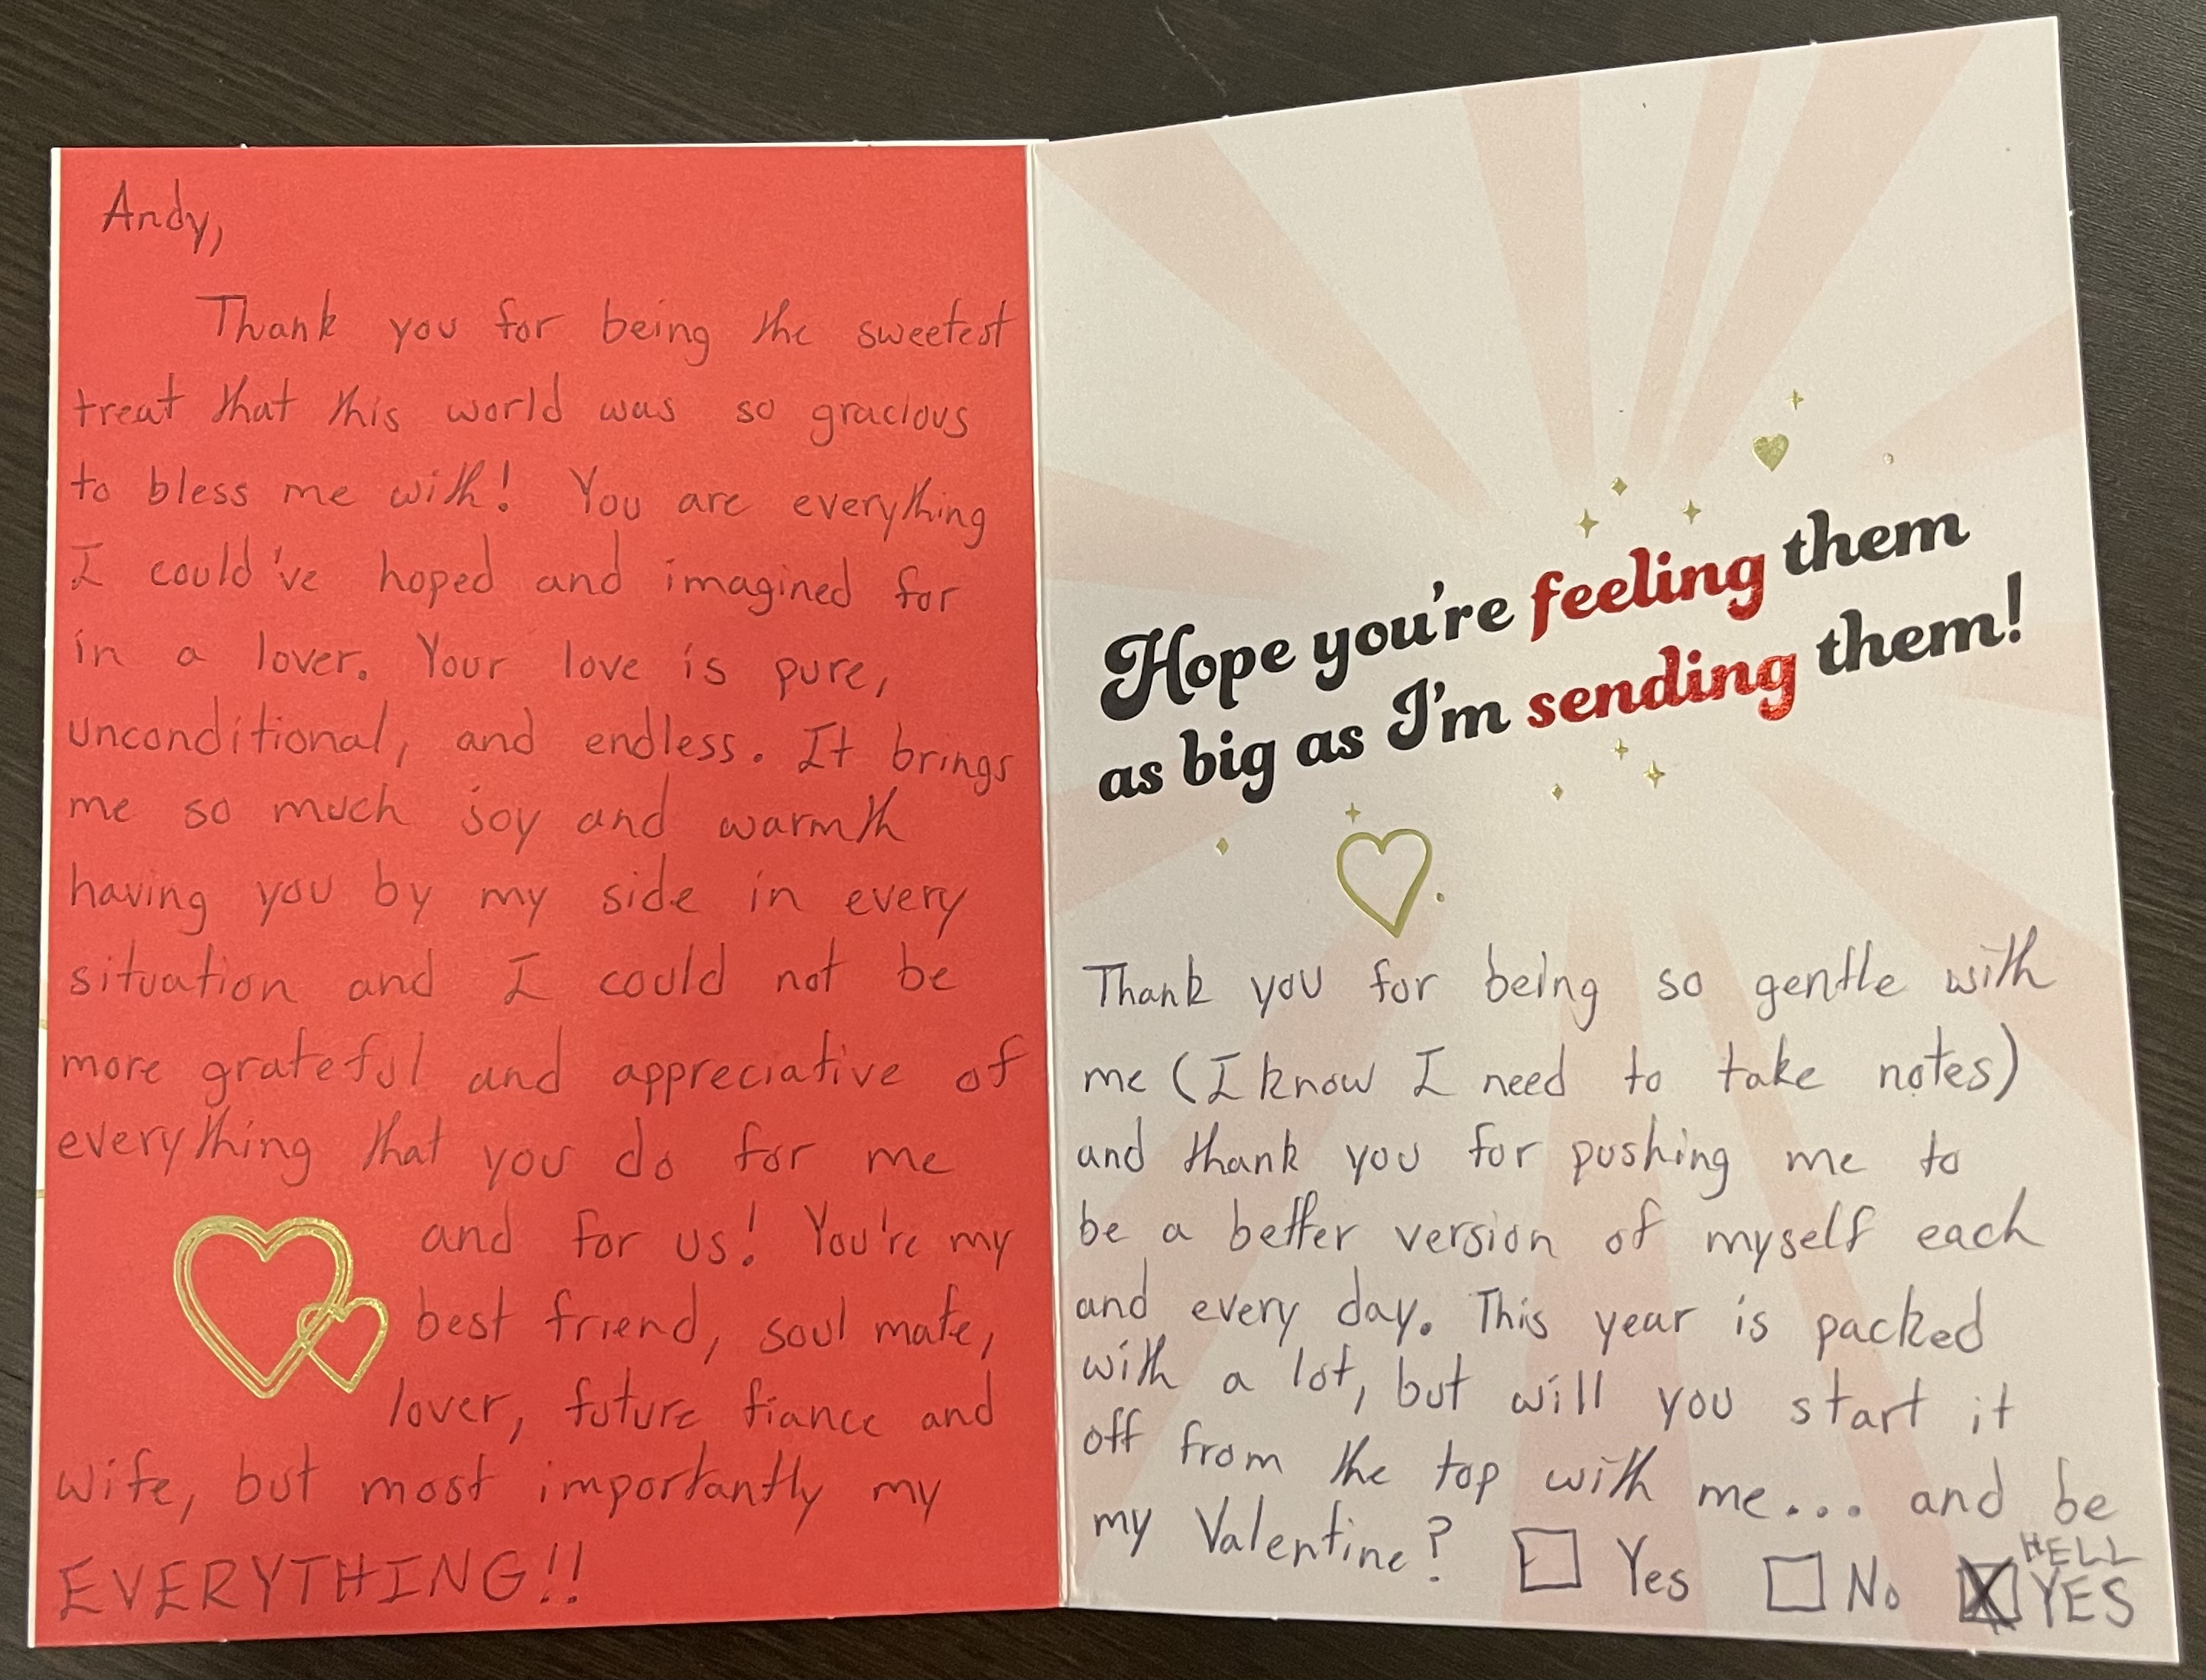 Andy,
Thank you for being the sweetest
treat that this world was so gracious
to bless me with! You are everything
I could've hoped and imagined for
in a lover. Your love is pure,
unconditional, and endless. It brings
me so much joy and warmth
having you by my side in every
situation and I could not be
more grateful and appreciative of
everything that you do for me
and for us! You're my
best friend, soul mate,
lover, future fiance and
wife, but most importantly my
EVERYTHING!!
Hope you're feeling them
as big as I'm sending them!
Thank you for being so gentle with
me (I know I need to take notes)
and thank you for pushing me to
be a better version of myself each
and every day. This year is packed
with a lot, but will you start it
off from the top with me... and be
my Valentine? Yes No HELL
YES